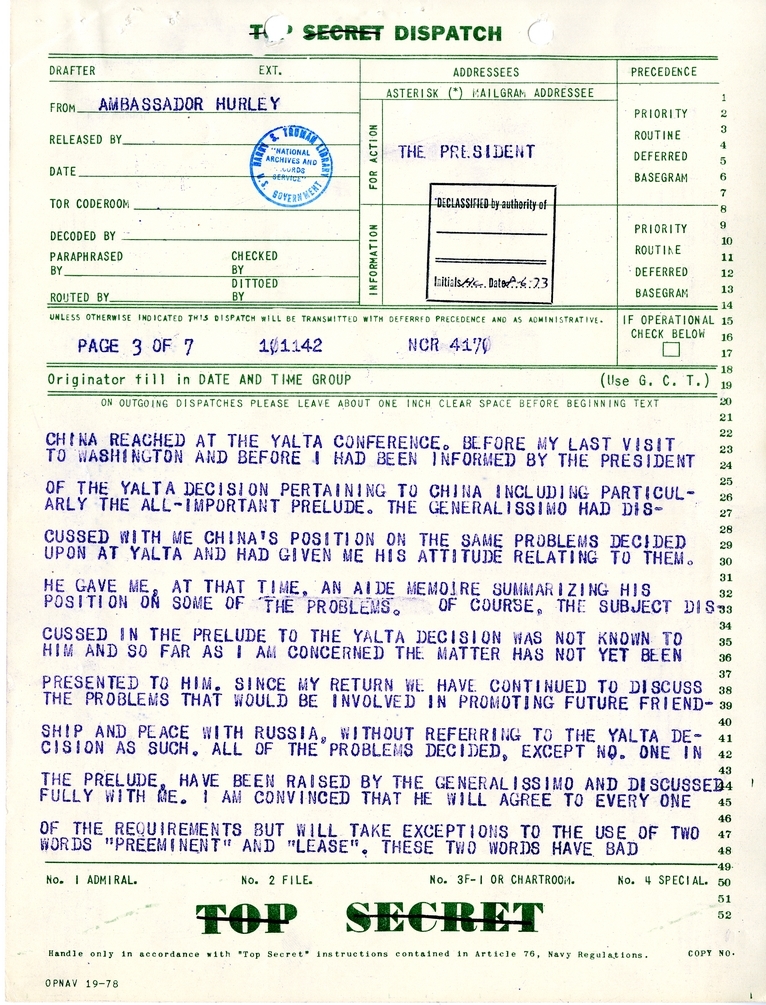 TOP SECRET DISPATCH
DRAFTER EXT.
FROM AMBASSADOR HURLEY
RELEASED BY
DATE
TOR CODEROOM
DECODED BY
PARAPHRASED BY
CHECKED BY
DITTOED BY
ROUTED BY
HARRY S. TRUMAN LIBRARY
"NATIONAL
ARCHIVES AND
RECORDS
SERVICE"
U.S. GOVERNMENT
ADDRESSEES
ASTERISK (*) MAILGRAM ADDRESSEE
FOR ACTION
THE PRESIDENT
INFORMATION
"DECLASSIFIED by authority of
Initials Date
PRECEDENCE
PRIORITY
ROUTINE
DEFERRED
BASEGRAM
PRIORITY
ROUTINE
DEFERRED
BASEGRAM
UNLESS OTHERWISE INDICATED THIS DISPATCH WILL BE TRANSMITTED WITH DEFERRED PRECEDENCE AND AS ADMINISTRATIVE.
IF OPERATIONAL
CHECK BELOW
PAGE 3 OF 7 101142 NCR 4170
Originator fill in DATE AND TIME GROUP (Use G. C. T.)
ON OUTGOING DISPATCHES PLEASE LEAVE ABOUT ONE INCH CLEAR SPACE BEFORE BEGINNING TEXT
CHINA REACHED AT THE YALTA CONFERENCE. BEFORE MY LAST VISIT
TO WASHINGTON AND BEFORE I HAD BEEN INFORMED BY THE PRESIDENT
OF THE YALTA DECISION PERTAINING TO CHINA INCLUDING PARTICUL-
ARLY THE ALL-IMPORTANT PRELUDE. THE GENERALISSIMO HAD DIS-
CUSSED WITH ME CHINA'S POSITION ON THE SAME PROBLEMS DECIDED
UPON AT YALTA AND HAD GIVEN ME HIS ATTITUDE RELATING TO THEM.
HE GAVE ME, AT THAT TIME, AN AIDE MEMOIRE SUMMARIZING HIS
POSITION ON SOME OF THE PROBLEMS. OF COURSE, THE SUBJECT DIS-
CUSSED IN THE PRELUDE TO THE YALTA DECISION WAS NOT KNOWN TO
HIM AND SO FAR AS I AM CONCERNED THE MATTER HAS NOT YET BEEN
PRESENTED TO HIM. SINCE MY RETURN WE HAVE CONTINUED TO DISCUSS
THE PROBLEMS THAT WOULD BE INVOLVED IN PROMOTING FUTURE FRIEND-
SHIP AND PEACE WITH RUSSIA, WITHOUT REFERRING TO THE YALTA DE-
CISION AS SUCH. ALL OF THE PROBLEMS DECIDED, EXCEPT NO. ONE IN
THE PRELUDE, HAVE BEEN RAISED BY THE GENERALISSIMO AND DISCUSSED
FULLY WITH ME. I AM CONVINCED THAT HE WILL AGREE TO EVERY ONE
OF THE REQUIREMENTS BUT WILL TAKE EXCEPTIONS TO THE USE OF TWO
WORDS "PREEMINENT" AND "LEASE". THESE TWO WORDS HAVE BAD
1
2
3
4
5
6
7
8
9
10
11
12
13
14
15
16
17
18
19
20
21
22
23
24
25
26
27
28
29
30
31
32
33
34
35
36
37
38
39
40
41
42
43
44
45
46
47
48
49
50
51
52
No. 1 ADMIRAL. No. 2 FILE. No. 3F-1 OR CHARTROOM. No. 4 SPECIAL.
TOP SECRET
Handle only in accordance with "Top Secret" instructions contained in Article 76, Navy Regulations. COPY NO.
OPNAV 19-78